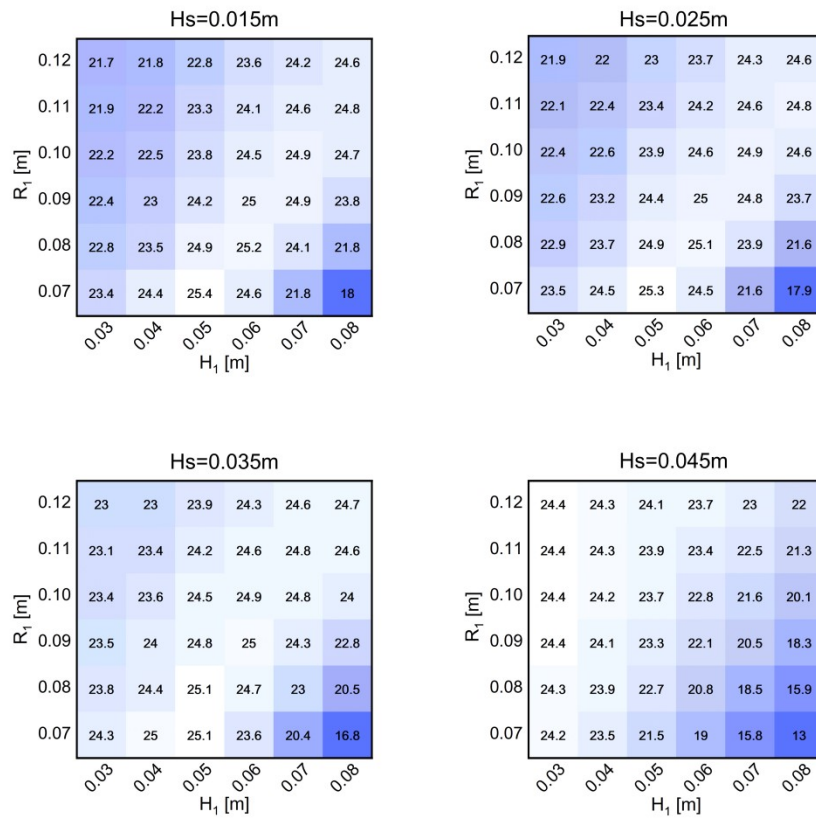 Hs=0.015m
0.12 21.7 21.8 22.8 23.6 24.2 24.6
0.11 21.9 22.2 23.3 24.1 24.6 24.8
0.10 22.2 22.5 23.8 24.5 24.9 24.7
0.09 22.4 23 24.2 25 24.9 23.8
0.08 22.8 23.5 24.9 25.2 24.1 21.8
0.07 23.4 24.4 25.4 24.6 21.8 18
R1 [m]
0.03 0.04 0.05 0.06 0.07 0.08
H1 [m]
Hs=0.025m
0.12 21.9 22 23 23.7 24.3 24.6
0.11 22.1 22.4 23.4 24.2 24.6 24.8
0.10 22.4 22.6 23.9 24.6 24.9 24.6
0.09 22.6 23.2 24.4 25 24.8 23.7
0.08 22.9 23.7 24.9 25.1 23.9 21.6
0.07 23.5 24.5 25.3 24.5 21.6 17.9
R1 [m]
0.03 0.04 0.05 0.06 0.07 0.08
H1 [m]
Hs=0.035m
0.12 23 23 23.9 24.3 24.6 24.7
0.11 23.1 23.4 24.2 24.6 24.8 24.6
0.10 23.4 23.6 24.5 24.9 24.8 24
0.09 23.5 24 24.8 25 24.3 22.8
0.08 23.8 24.4 25.1 24.7 23 20.5
0.07 24.3 25 25.1 23.6 20.4 16.8
R1 [m]
0.03 0.04 0.05 0.06 0.07 0.08
H1 [m]
Hs=0.045m
0.12 24.4 24.3 24.1 23.7 23 22
0.11 24.4 24.3 23.9 23.4 22.5 21.3
0.10 24.4 24.2 23.7 22.8 21.6 20.1
0.09 24.4 24.1 23.3 22.1 20.5 18.3
0.08 24.3 23.9 22.7 20.8 18.5 15.9
0.07 24.2 23.5 21.5 19 15.8 13
R1 [m]
0.03 0.04 0.05 0.06 0.07 0.08
H1 [m]